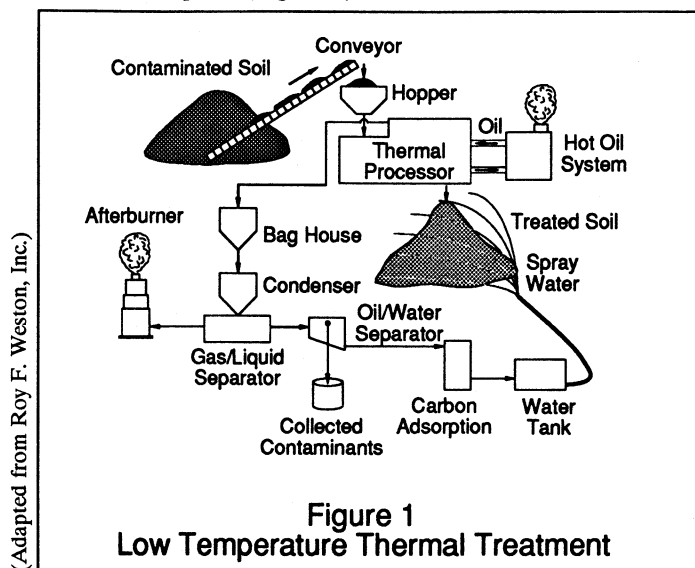 Conveyor
Contaminated Soil
Hopper
Oil
Thermal
Processor
Hot Oil
System
Afterburner
Treated Soil
Bag House
Spray
Water
Condenser
Oil/Water
Separator
Gas/Liquid
Separator
Collected
Contaminants
Carbon
Adsorption
Water
Tank
(Adapted from Roy F. Weston, Inc.)
Figure 1
Low Temperature Thermal Treatment